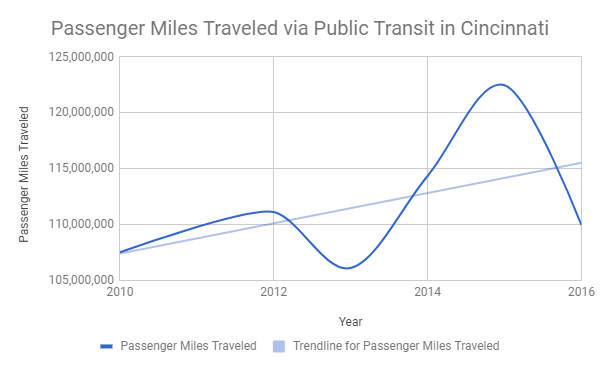 Passenger Miles Traveled via Public Transit in Cincinnati
125,000,000
120,000,000
115,000,000
110,000,000
105,000,000
Passenger Miles Traveled
2010 2012 2014 2016
Year
Passenger Miles Traveled Trendline for Passenger Miles Traveled